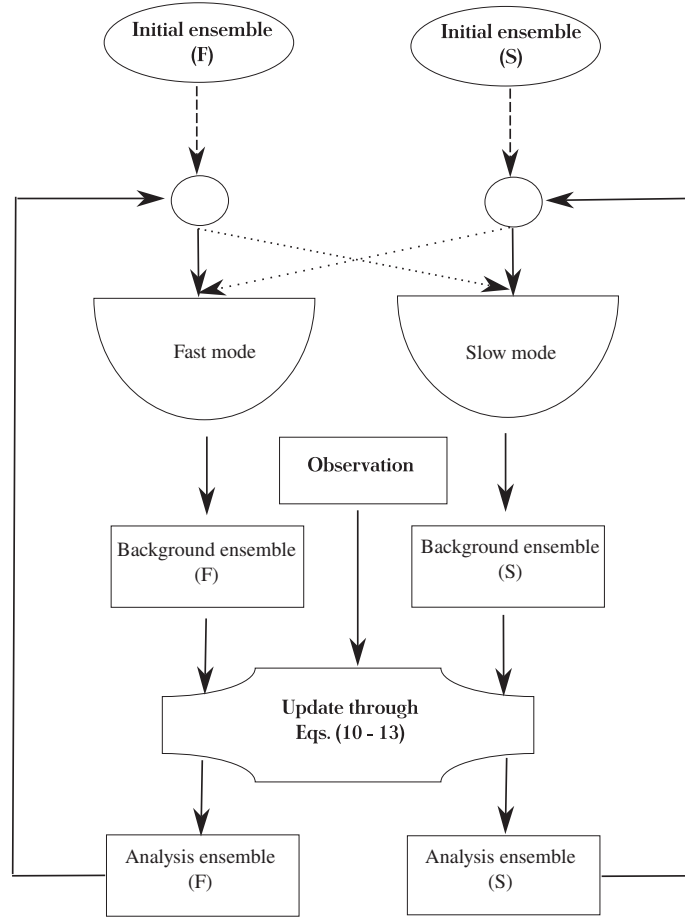 Initial ensemble
(F)
Initial ensemble
(S)
Fast mode
Slow mode
Observation
Background ensemble
(F)
Background ensemble
(S)
Update through
Eqs. (10 - 13)
Analysis ensemble
(F)
Analysis ensemble
(S)